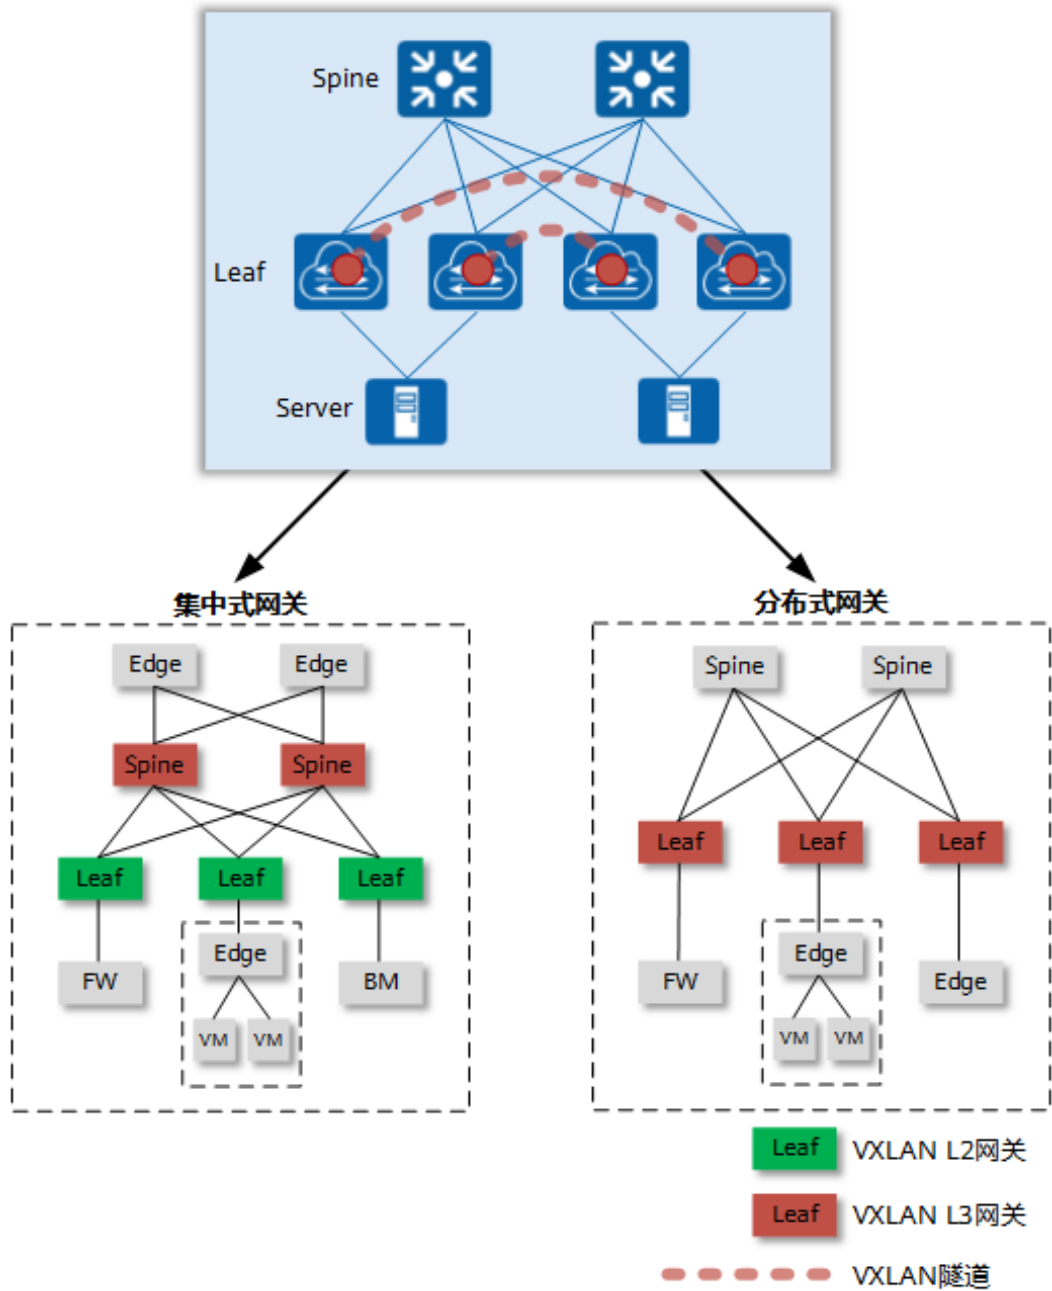 Spine
Leaf
Server
集中式网关
分布式网关
Edge Edge
Spine Spine
Leaf Leaf Leaf
FW Edge BM
VM VM
Spine Spine
Leaf Leaf Leaf
FW Edge Edge
VM VM
Leaf VXLAN L2网关
Leaf VXLAN L3网关
VXLAN隧道